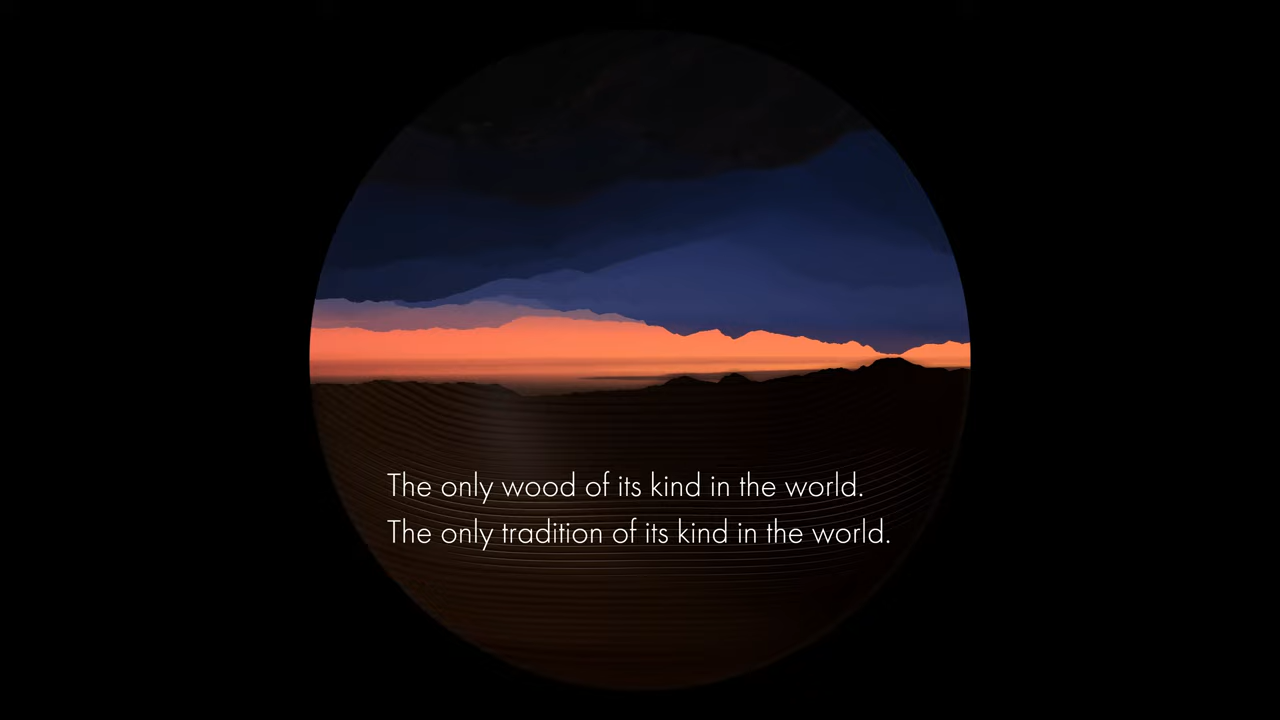 The only wood of its kind in the world.
The only tradition of its kind in the world.